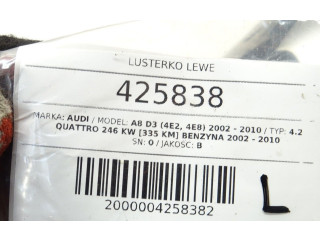 LUSTERKO LEWE
425838
MARKA: AUDI / MODEL: A8 D3 (4E2, 4E8) 2002 - 2010 / TYP: 4.2
QUATTRO 246 KW [335 KM] BENZYNA 2002 - 2010
SN: 0 / JAKOŚĆ: B
2000004258382
L